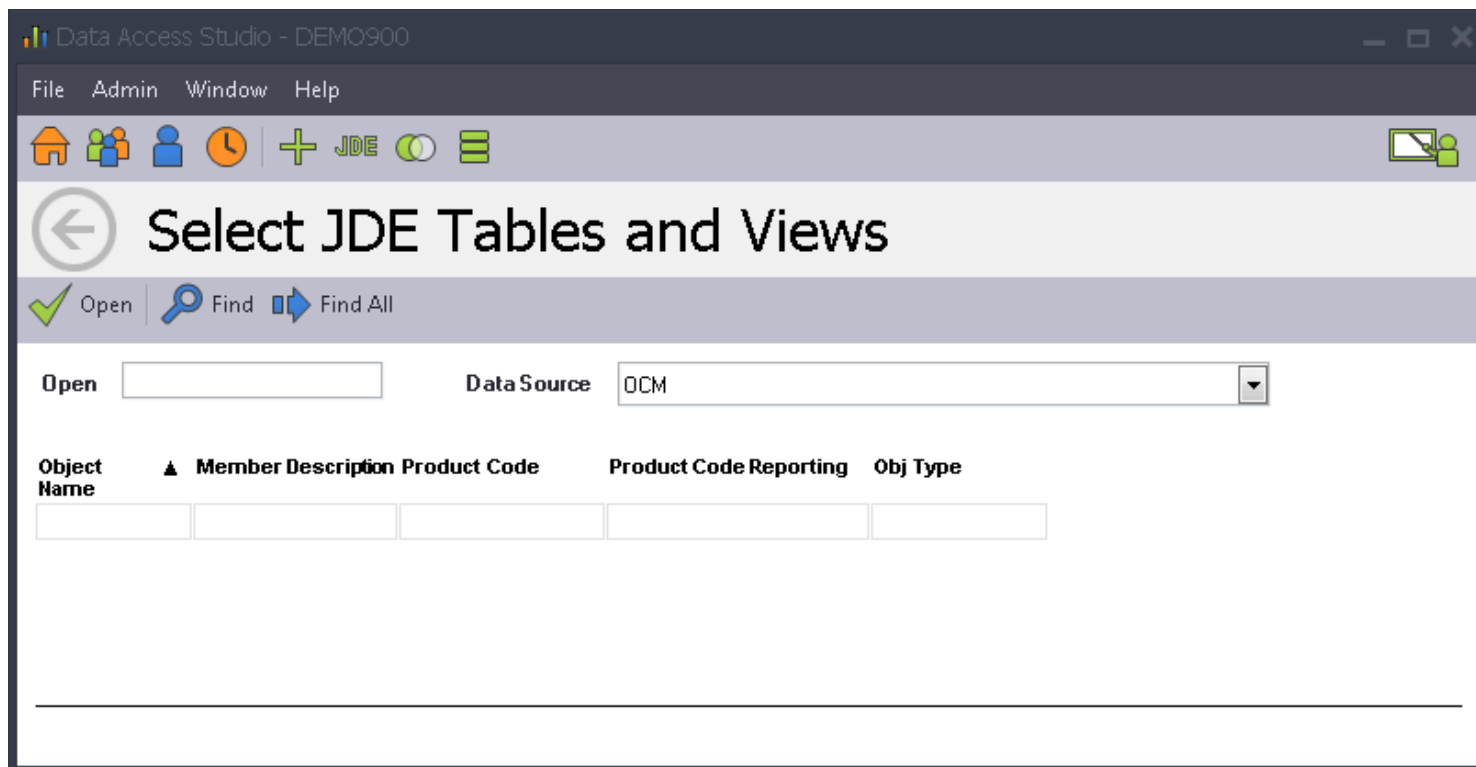 Data Access Studio - DEMO900
File Admin Window Help
JDE
Select JDE Tables and Views
Open Find Find All
Open Data Source OCM
Object Name Member Description Product Code Product Code Reporting Obj Type